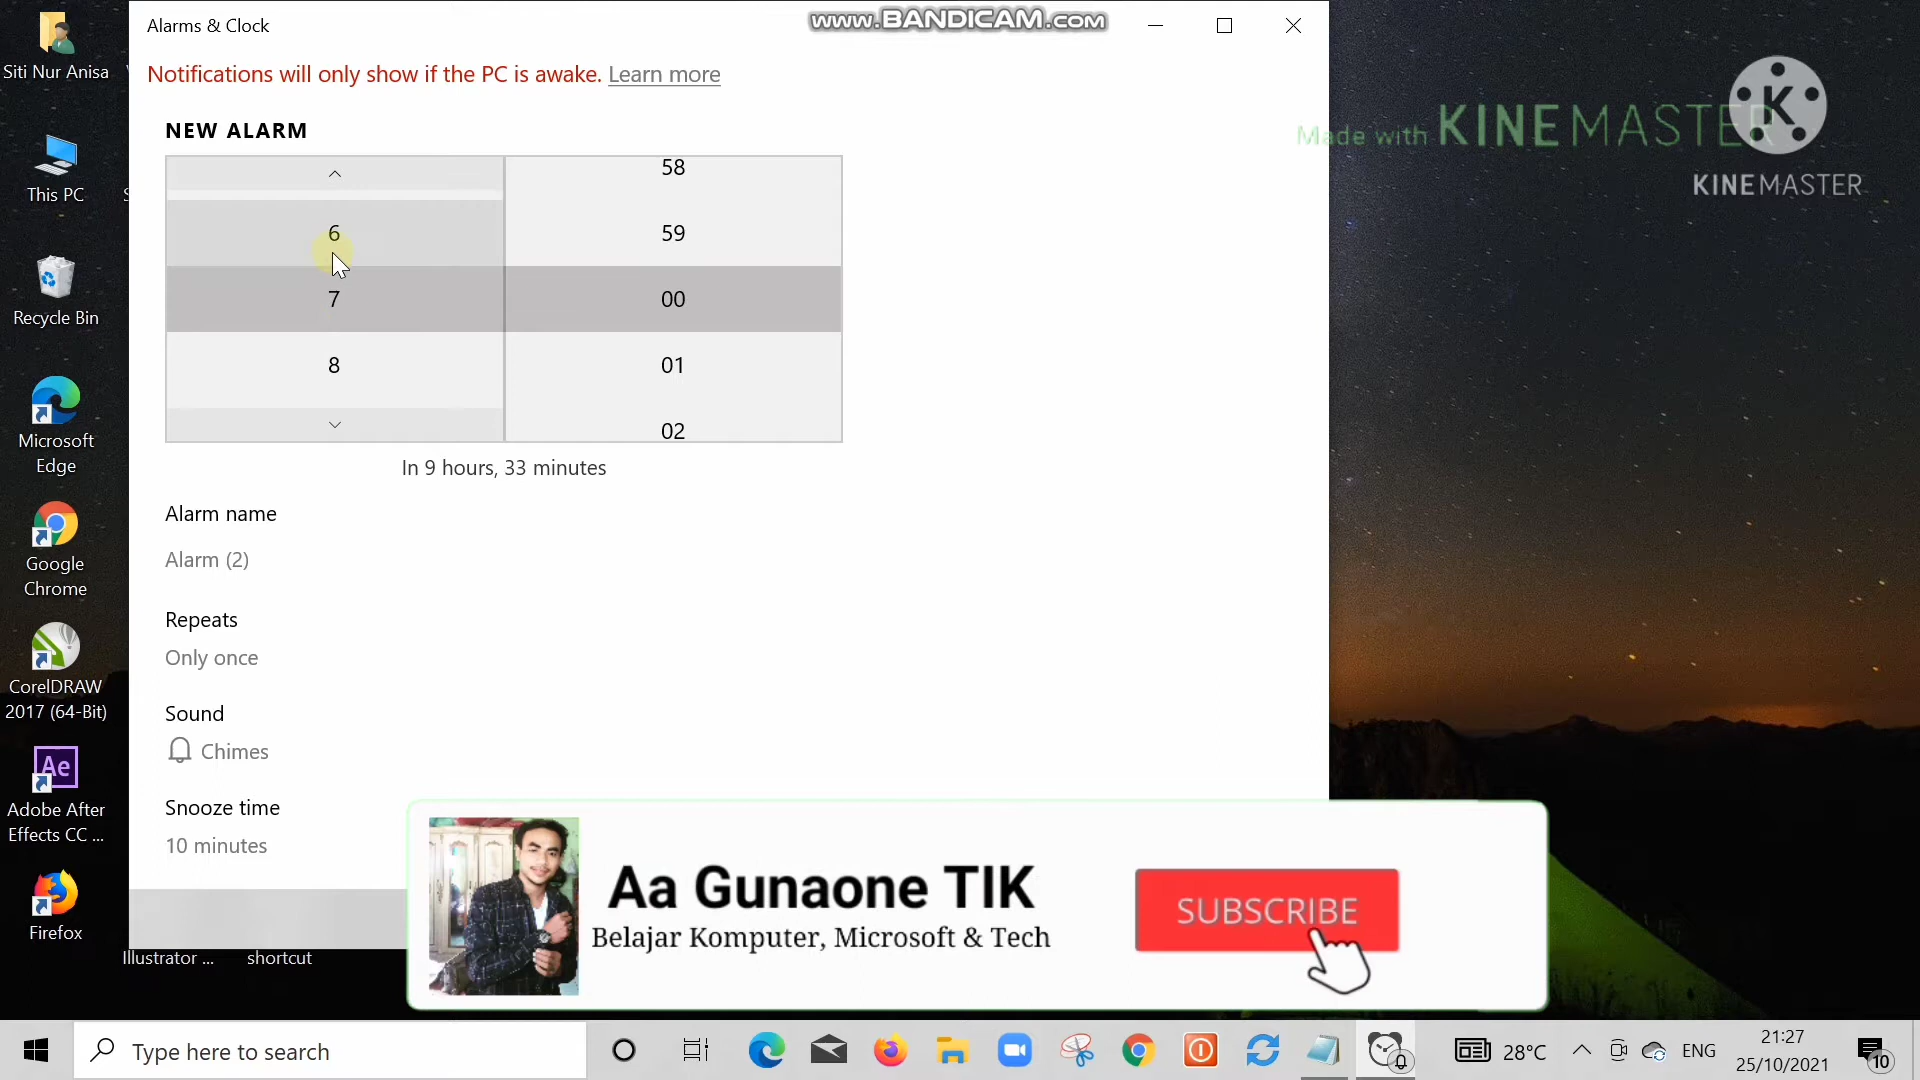 Alarms & Clock
www.BANDICAM.com
Notifications will only show if the PC is awake. Learn more
NEW ALARM
6
7
8
58
59
00
01
02
In 9 hours, 33 minutes
Alarm name
Alarm (2)
Repeats
Only once
Sound
Chimes
Snooze time
10 minutes
Siti Nur Anisa
This PC
Recycle Bin
Microsoft
Edge
Google
Chrome
CorelDRAW
2017 (64-Bit)
Ae
Adobe After
Effects CC ...
Firefox
Illustrator ...
shortcut
Made with KINEMASTER
K
KINEMASTER
Aa Gunaone TIK
Belajar Komputer, Microsoft & Tech
SUBSCRIBE
Type here to search
28°C
ENG
21:27
25/10/2021
10